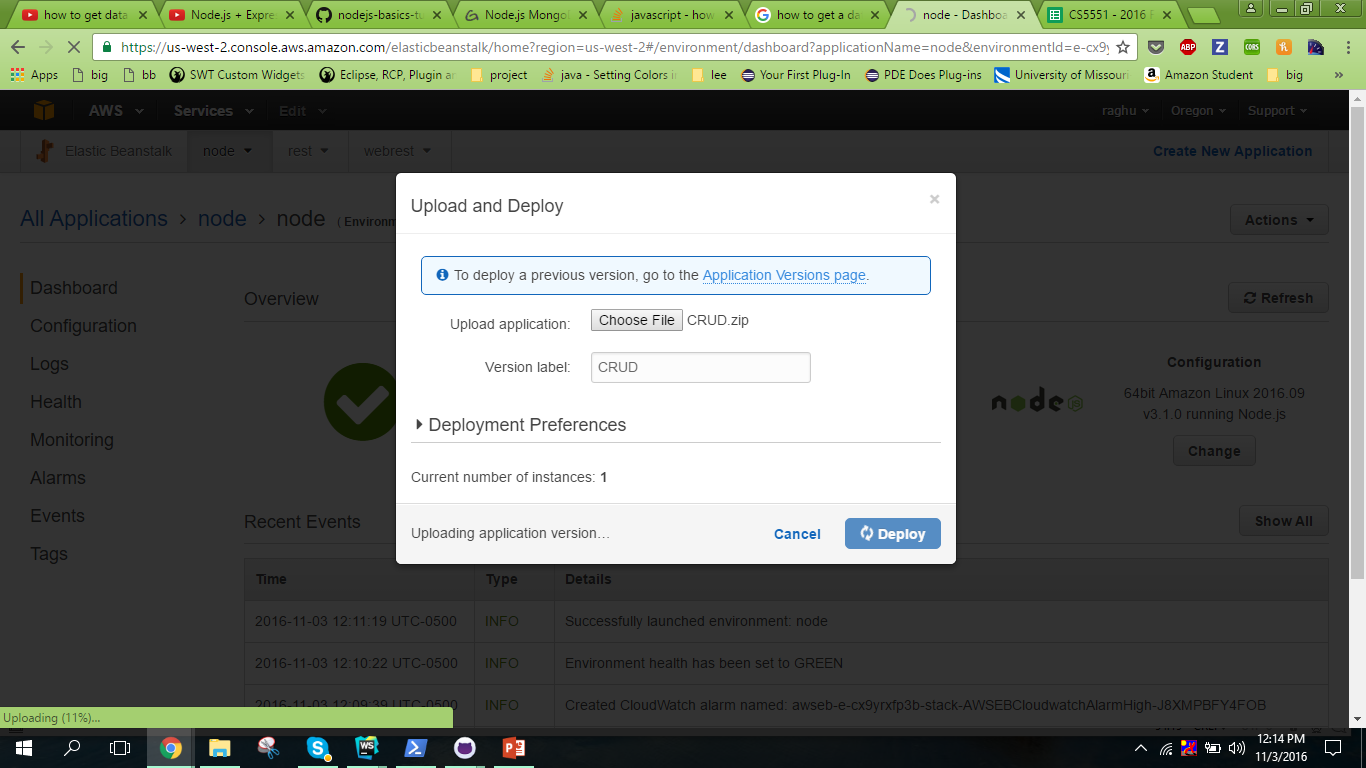 how to get data
Node.js + Expre
nodejs-basics-tu
Node.js Mongol
javascript - how
how to get a da
node - Dashboa
CS5551 - 2016 F
https://us-west-2.console.aws.amazon.com/elasticbeanstalk/home?region=us-west-2#/environment/dashboard?applicationName=node&environmentId=e-cx9y
Apps
big
bb
SWT Custom Widgets
Eclipse, RCP, Plugin a
project
java - Setting Colors i
lee
Your First Plug-In
PDE Does Plug-ins
University of Missouri
Amazon Student
big
»
AWS
Services
Edit
raghu
Oregon
Support
Elastic Beanstalk
node
rest
webrest
Create New Application
All Applications > node > node ( Environm
Actions
Dashboard
Configuration
Logs
Health
Monitoring
Alarms
Events
Tags
Overview
Refresh
Upload and Deploy
×
To deploy a previous version, go to the Application Versions page.
Upload application: Choose File CRUD.zip
Version label: CRUD
Deployment Preferences
Current number of instances: 1
Uploading application version…
Cancel
Deploy
node JS
Configuration
64bit Amazon Linux 2016.09
v3.1.0 running Node.js
Change
Recent Events
Show All
Time Type Details
2016-11-03 12:11:19 UTC-0500 INFO Successfully launched environment: node
2016-11-03 12:10:22 UTC-0500 INFO Environment health has been set to GREEN
2016-11-03 12:09:39 UTC-0500 INFO Created CloudWatch alarm named: awseb-e-cx9yrxfp3b-stack-AWSEBCloudwatchAlarmHigh-J8XMPBFY4FOB
Uploading (11%)...
12:14 PM
11/3/2016